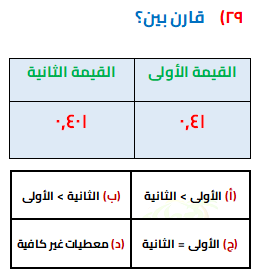 ٢٩) قارن بين؟
القيمة الأولى القيمة الثانية
٠,٤١ ٠,٤٠١
(أ) الأولى > الثانية (ب) الثانية > الأولى
(ج) الأولى = الثانية (د) معطيات غير كافية